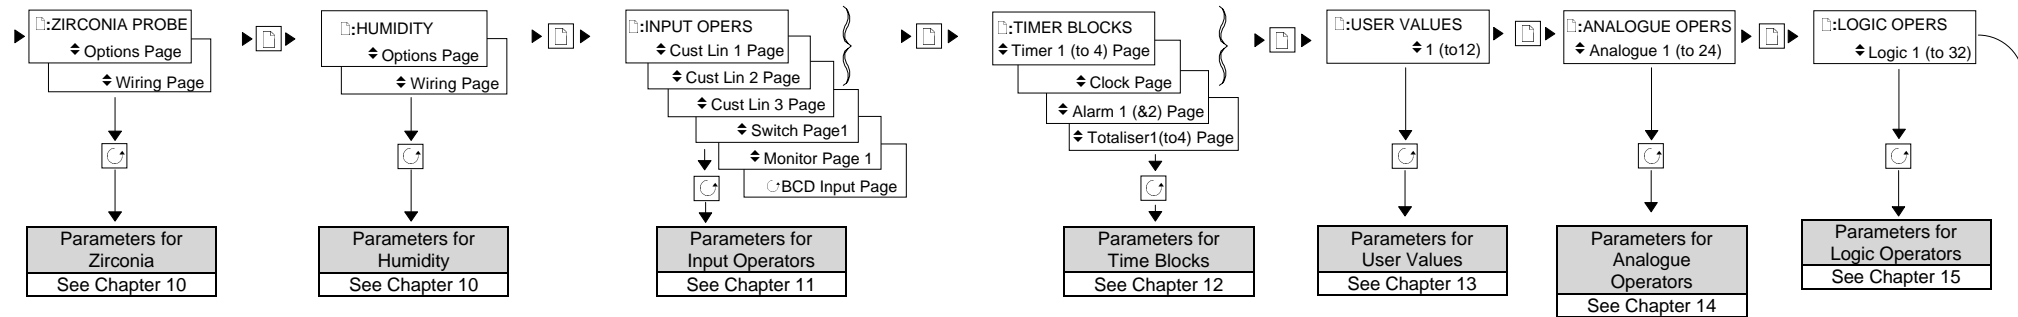 :ZIRCONIA PROBE
Options Page
Wiring Page
Parameters for
Zirconia
See Chapter 10
:HUMIDITY
Options Page
Wiring Page
Parameters for
Humidity
See Chapter 10
:INPUT OPERS
Cust Lin 1 Page
Cust Lin 2 Page
Cust Lin 3 Page
Switch Page1
Monitor Page 1
BCD Input Page
Parameters for
Input Operators
See Chapter 11
:TIMER BLOCKS
Timer 1 (to 4) Page
Clock Page
Alarm 1 (&2) Page
Totaliser1(to4) Page
Parameters for
Time Blocks
See Chapter 12
:USER VALUES
1 (to12)
Parameters for
User Values
See Chapter 13
:ANALOGUE OPERS
Analogue 1 (to 24)
Parameters for
Analogue
Operators
See Chapter 14
:LOGIC OPERS
Logic 1 (to 32)
Parameters for
Logic Operators
See Chapter 15